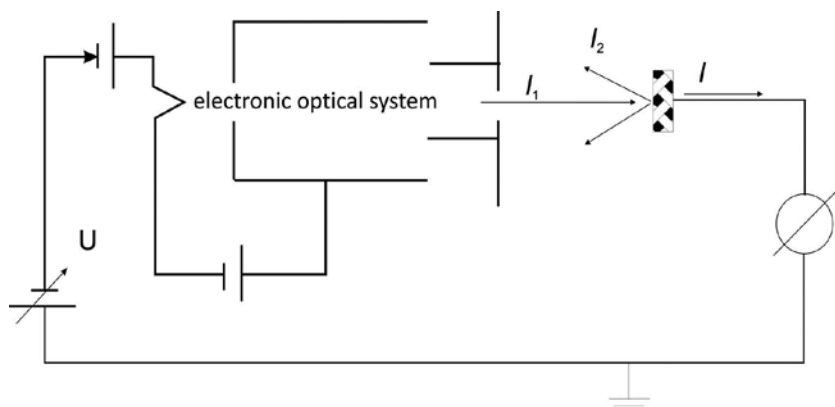 I₂
I
electronic optical system
I₁
U